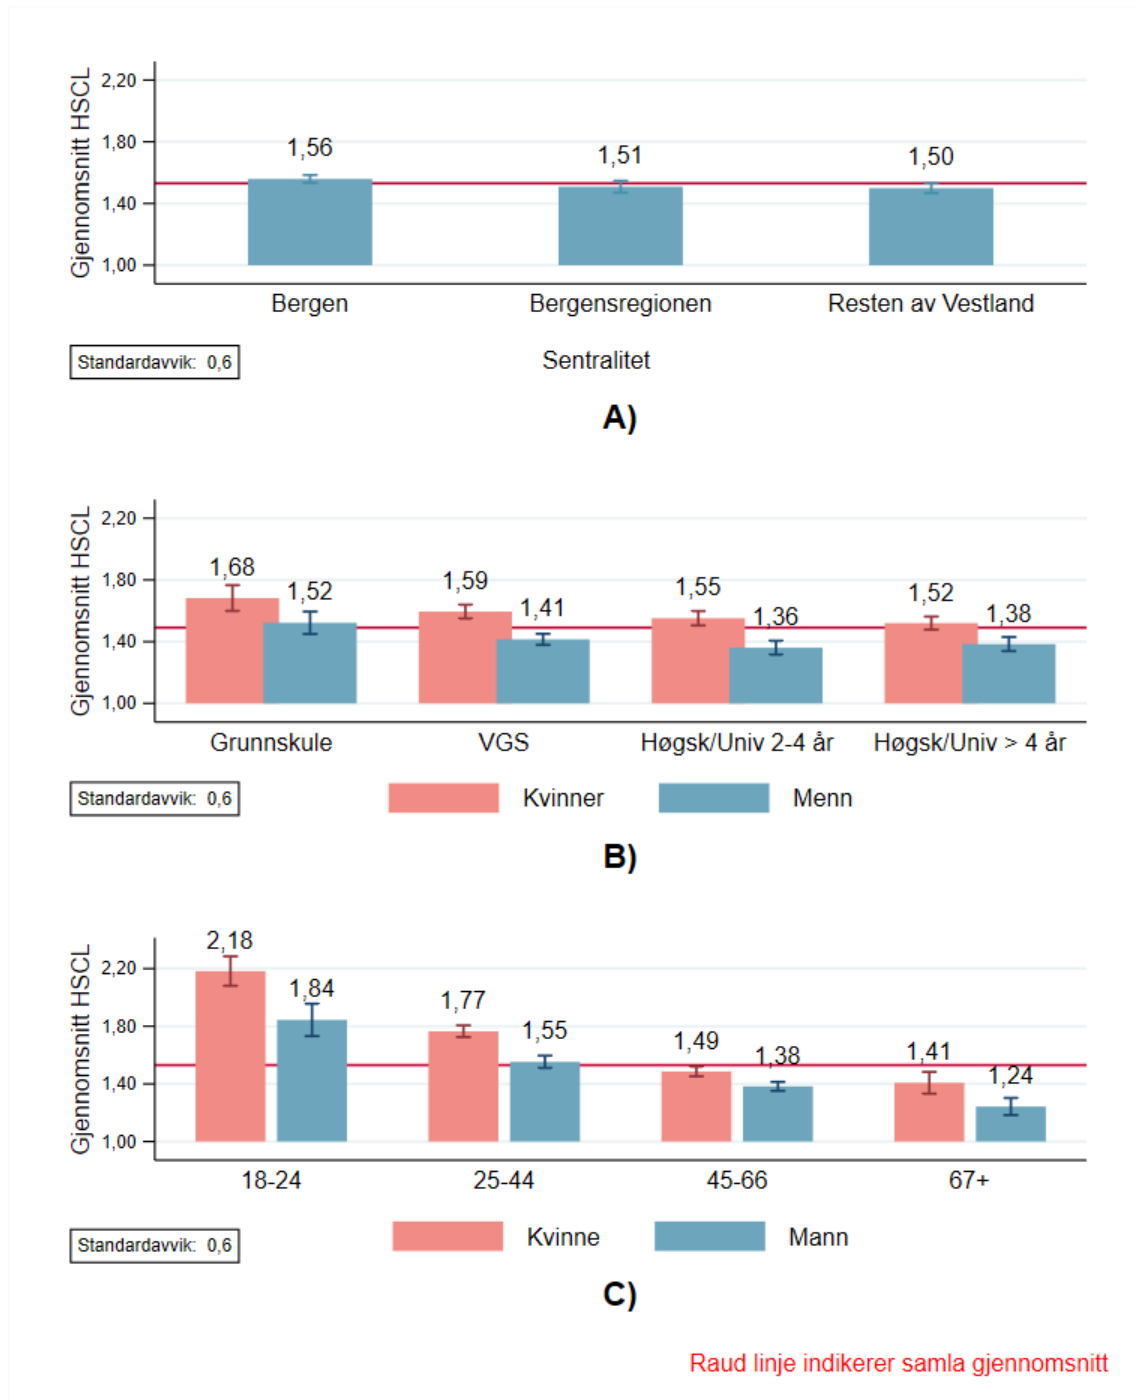 Gjennomsnitt HSCL
2,20
1,80
1,40
1,00
1,56
1,51
1,50
Bergen
Bergensregionen
Resten av Vestland
Standardavvik: 0,6
Sentralitet
A)
Gjennomsnitt HSCL
2,20
1,80
1,40
1,00
1,68
1,52
1,59
1,41
1,55
1,36
1,52
1,38
Grunnskule
VGS
Høgsk/Univ 2-4 år
Høgsk/Univ > 4 år
Standardavvik: 0,6
Kvinner
Menn
B)
Gjennomsnitt HSCL
2,20
1,80
1,40
1,00
2,18
1,84
1,77
1,55
1,49
1,38
1,41
1,24
18-24
25-44
45-66
67+
Standardavvik: 0,6
Kvinne
Mann
C)
Raud linje indikerer samla gjennomsnitt